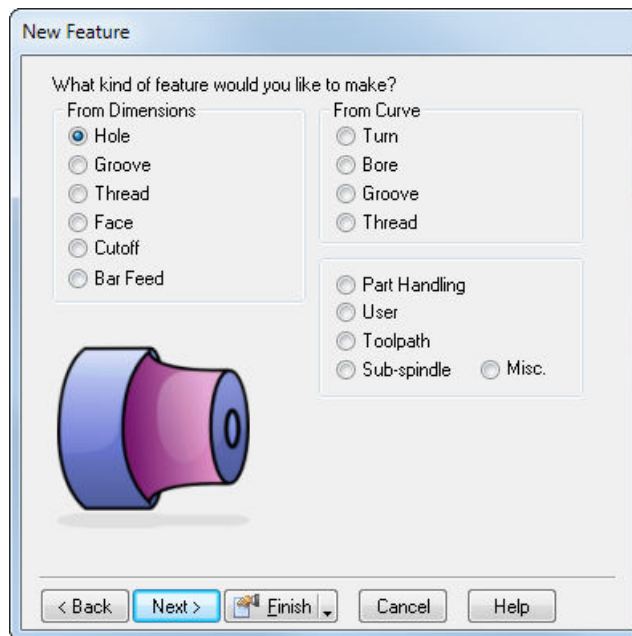 New Feature
What kind of feature would you like to make?
From Dimensions
Hole
Groove
Thread
Face
Cutoff
Bar Feed
From Curve
Turn
Bore
Groove
Thread
Part Handling
User
Toolpath
Sub-spindle Misc.
< Back Next > Finish Cancel Help